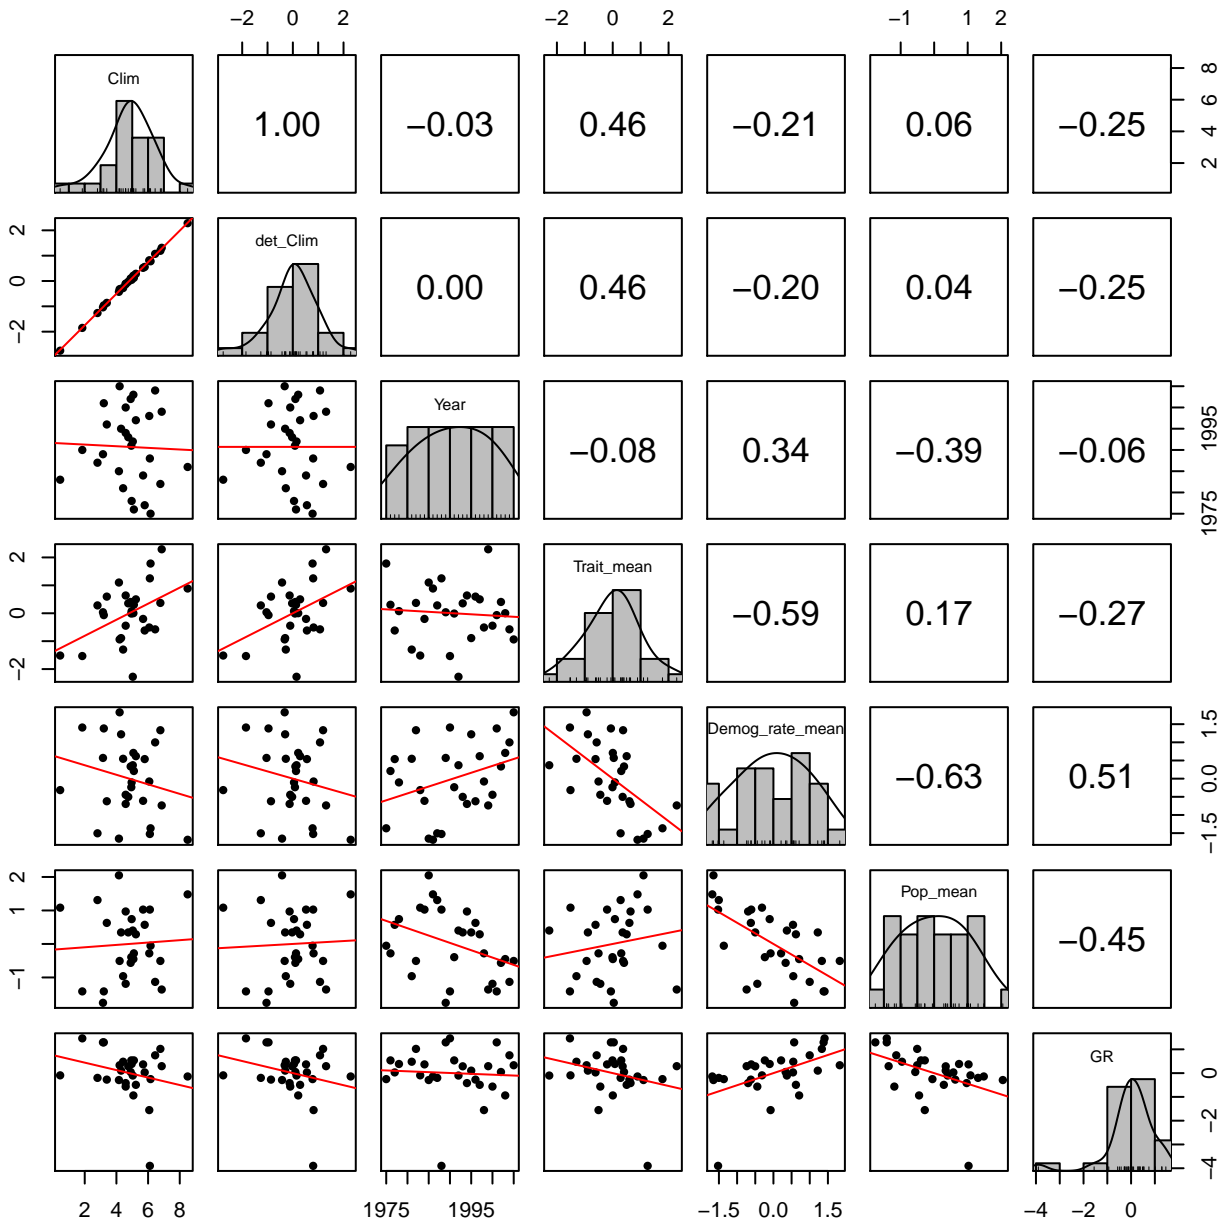 −2 0 2 −2 0 2 −1 1 2
Clim 1.00 −0.03 0.46 −0.21 0.06 −0.25 2 4 6 8
−2 0 2 det_Clim 0.00 0.46 −0.20 0.04 −0.25
Year −0.08 0.34 −0.39 −0.06 1975 1995
−2 0 2 Trait_mean −0.59 0.17 −0.27
Demog_rate_mean −0.63 0.51 −1.5 0.0 1.5
−1 1 2 Pop_mean −0.45
GR −4 −2 0
2 4 6 8 1975 1995 −1.5 0.0 1.5 −4 −2 0